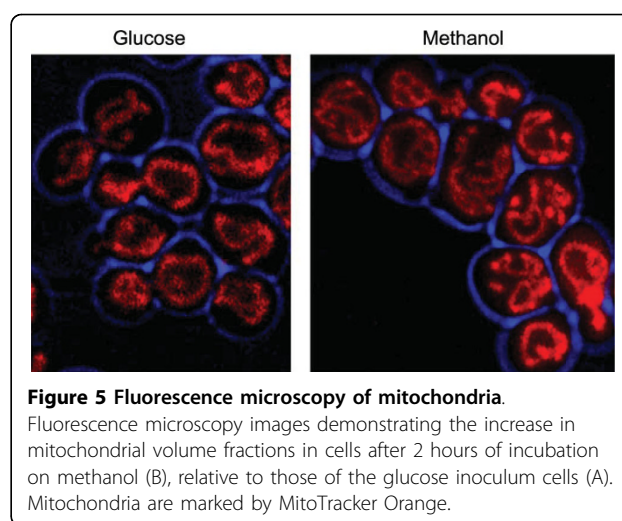 Glucose Methanol
Figure 5 Fluorescence microscopy of mitochondria.
Fluorescence microscopy images demonstrating the increase in
mitochondrial volume fractions in cells after 2 hours of incubation
on methanol (B), relative to those of the glucose inoculum cells (A).
Mitochondria are marked by MitoTracker Orange.